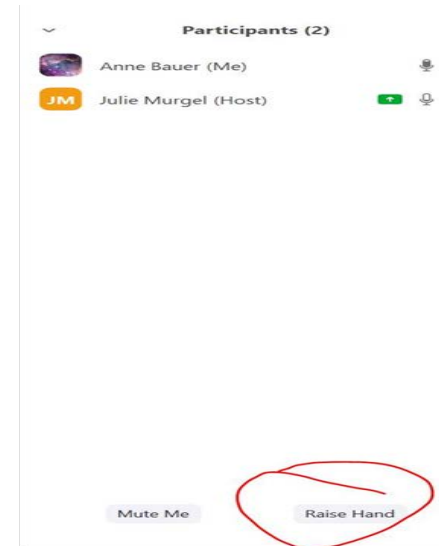 Participants (2)
Anne Bauer (Me)
JM Julie Murgel (Host)
Mute Me Raise Hand